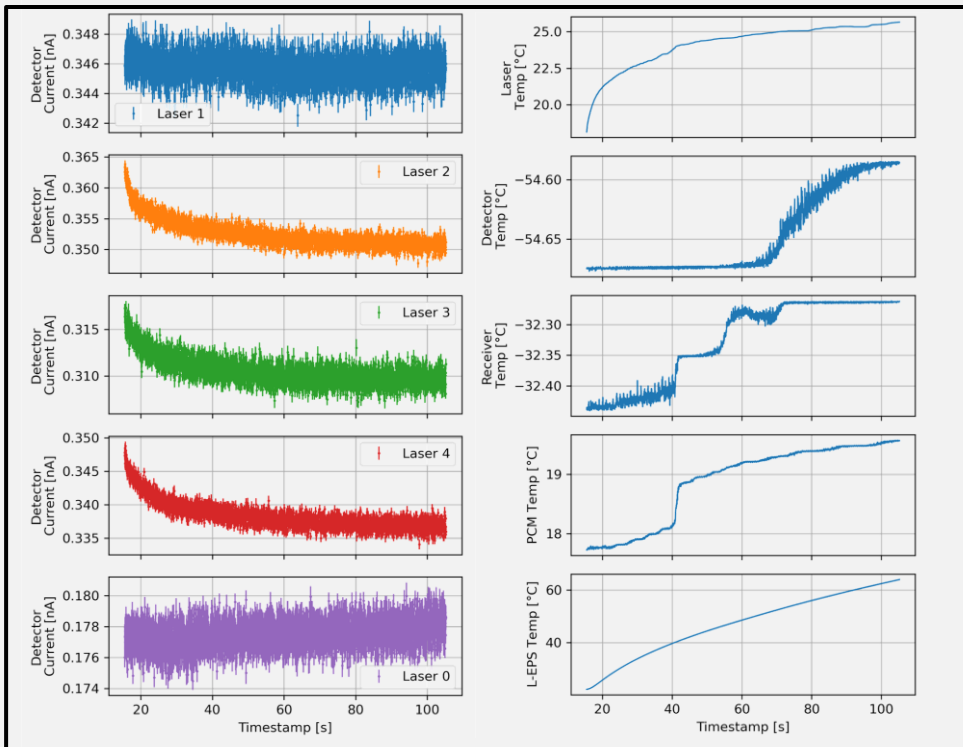 Detector
Current [nA]
0.348
0.346
0.344
0.342
Laser 1
Detector
Current [nA]
0.365
0.360
0.355
0.350
Laser 2
Detector
Current [nA]
0.315
0.310
Laser 3
Detector
Current [nA]
0.350
0.345
0.340
0.335
Laser 4
Detector
Current [nA]
0.180
0.178
0.176
0.174
Laser 0
20
40
60
80
100
Timestamp [s]
Laser
Temp [°C]
25.0
22.5
20.0
Detector
Temp [°C]
−54.60
−54.65
Receiver
Temp [°C]
−32.30
−32.35
−32.40
PCM Temp [°C]
19
18
L-EPS Temp [°C]
60
40
20
40
60
80
100
Timestamp [s]